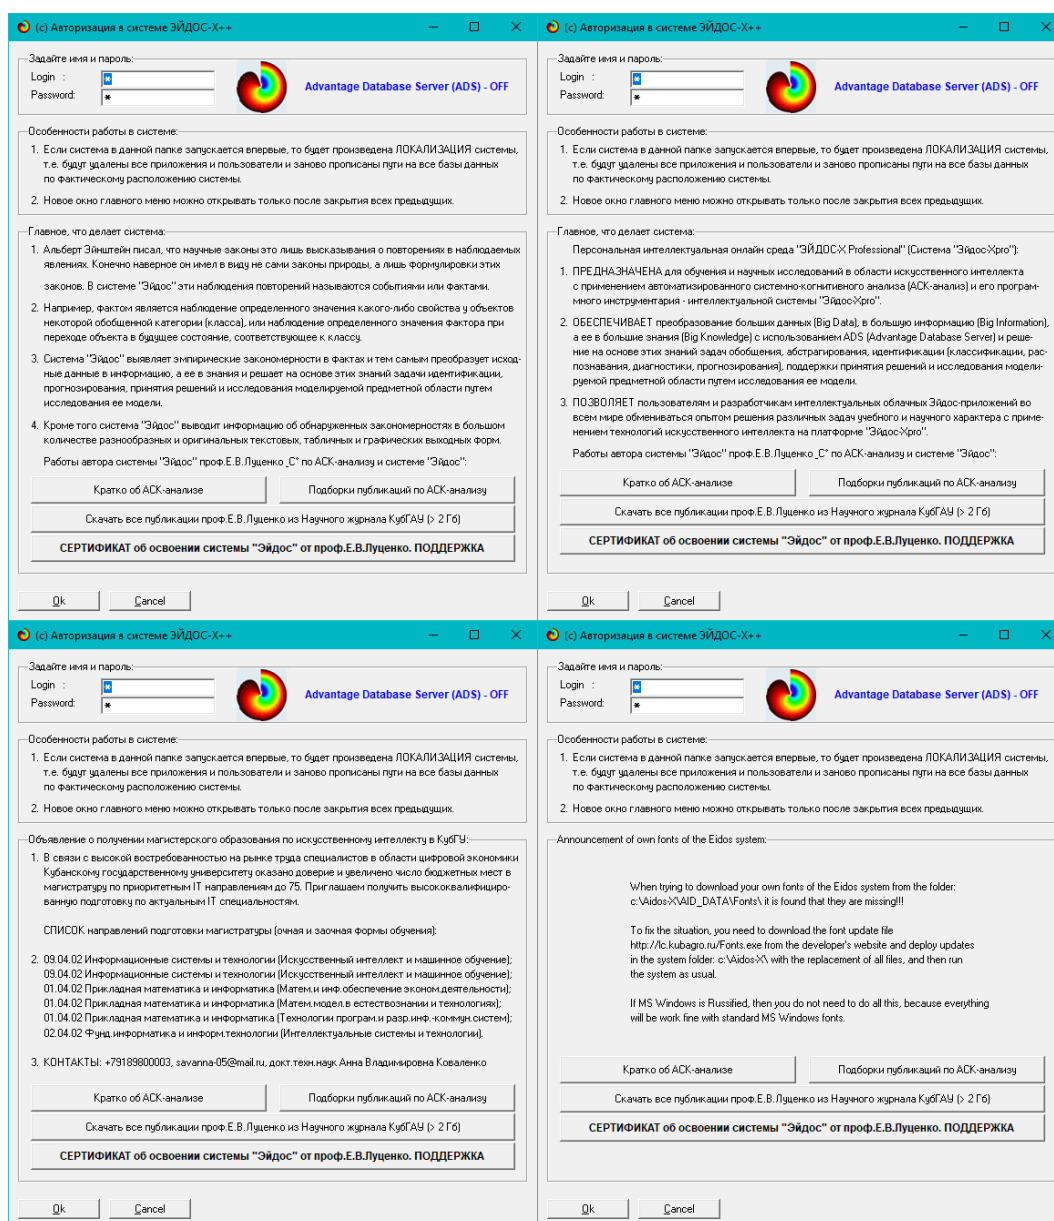 (c) Авторизация в системе ЭЙДОС-X++
Задайте имя и пароль:
Login :
*
Password:
*
Advantage Database Server (ADS) - OFF
Особенности работы в системе:
1. Если система в данной папке запускается впервые, то будет произведена ЛОКАЛИЗАЦИЯ системы,
т.е. будут удалены все приложения и пользователи и заново прописаны пути на все базы данных
по фактическому расположению системы.
2. Новое окно главного меню можно открывать только после закрытия всех предыдущих.
Главное, что делает система:
1. Альберт Эйнштейн писал, что научные законы это лишь высказывания о повторениях в наблюдаемых
явлениях. Конечно наверное он имел в виду не сами законы природы, а лишь формулировки этих
законов. В системе "Эйдос" эти наблюдения повторений называются событиями или фактами.
2. Например, фактом является наблюдение определенного значения какого-либо свойства у объектов
некоторой обобщенной категории (класса), или наблюдение определенного значения фактора при
переходе объекта в будущее состояние, соответствующее к классу.
3. Система "Эйдос" выявляет эмпирические закономерности в фактах и тем самым преобразует исход-
ные данные в информацию, а ее в знания и решает на основе этих знаний задачи идентификации,
прогнозирования, принятия решений и исследования моделируемой предметной области путем
исследования ее модели.
4. Кроме того система "Эйдос" выводит информацию об обнаруженных закономерностях в большом
количестве разнообразных и оригинальных текстовых, табличных и графических выходных форм.
Работы автора системы "Эйдос" проф.Е.В.Луценко_С° по АСК-анализу и системе "Эйдос":
Кратко об АСК-анализе
Подборки публикаций по АСК-анализу
Скачать все публикации проф.Е.В.Луценко из Научного журнала КубГАУ (> 2 Гб)
СЕРТИФИКАТ об освоении системы "Эйдос" от проф.Е.В.Луценко. ПОДДЕРЖКА
Ok
Cancel
(c) Авторизация в системе ЭЙДОС-X++
Задайте имя и пароль:
Login :
*
Password:
*
Advantage Database Server (ADS) - OFF
Особенности работы в системе:
1. Если система в данной папке запускается впервые, то будет произведена ЛОКАЛИЗАЦИЯ системы,
т.е. будут удалены все приложения и пользователи и заново прописаны пути на все базы данных
по фактическому расположению системы.
2. Новое окно главного меню можно открывать только после закрытия всех предыдущих.
Главное, что делает система:
Персональная интеллектуальная онлайн среда "ЭЙДОС-X Professional" (Система "Эйдос-Xpro"):
1. ПРЕДНАЗНАЧЕНА для обучения и научных исследований в области искусственного интеллекта
с применением автоматизированного системно-когнитивного анализа (АСК-анализ) и его програм-
много инструментария - интеллектуальной системы "Эйдос-Xpro".
2. ОБЕСПЕЧИВАЕТ преобразование больших данных (Big Data), в большую информацию (Big Information),
а ее в большие знания (Big Knowledge) с использованием ADS (Advantage Database Server) и реше-
ние на основе этих знаний задач обобщения, абстрагирования, идентификации (классификации, рас-
познавания, диагностики, прогнозирования), поддержки принятия решений и исследования модели-
руемой предметной области путем исследования ее модели.
3. ПОЗВОЛЯЕТ пользователям и разработчикам интеллектуальных облачных Эйдос-приложений во
всем мире обмениваться опытом решения различных задач учебного и научного характера с приме-
нением технологий искусственного интеллекта на платформе "Эйдос-Xpro".
Работы автора системы "Эйдос" проф.Е.В.Луценко_С° по АСК-анализу и системе "Эйдос":
Кратко об АСК-анализе
Подборки публикаций по АСК-анализу
Скачать все публикации проф.Е.В.Луценко из Научного журнала КубГАУ (> 2 Гб)
СЕРТИФИКАТ об освоении системы "Эйдос" от проф.Е.В.Луценко. ПОДДЕРЖКА
Ok
Cancel
(c) Авторизация в системе ЭЙДОС-X++
Задайте имя и пароль:
Login :
*
Password:
*
Advantage Database Server (ADS) - OFF
Особенности работы в системе:
1. Если система в данной папке запускается впервые, то будет произведена ЛОКАЛИЗАЦИЯ системы,
т.е. будут удалены все приложения и пользователи и заново прописаны пути на все базы данных
по фактическому расположению системы.
2. Новое окно главного меню можно открывать только после закрытия всех предыдущих.
Объявление о получении магистерского образования по искусственному интеллекту в КубГУ:
1. В связи с высокой востребованностью на рынке труда специалистов в области цифровой экономики
Кубанскому государственному университету оказано доверие и увеличено число бюджетных мест в
магистратуру по приоритетным IT направлениям до 75. Приглашаем получить высококвалифициро-
ванную подготовку по актуальным IT специальностям.
СПИСОК направлений подготовки магистратуры (очная и заочная формы обучения):
2. 09.04.02 Информационные системы и технологии (Искусственный интеллект и машинное обучение);
09.04.02 Информационные системы и технологии (Искусственный интеллект и машинное обучение);
01.04.02 Прикладная математика и информатика (Матем.и инф.обеспечение эконом.деятельности);
01.04.02 Прикладная математика и информатика (Матем.модел.в естествознании и технологиях);
01.04.02 Прикладная математика и информатика (Технологии програм.и разр.инф.-коммун.систем);
02.04.02 Фунд.информатика и информ.технологии (Интеллектуальные системы и технологии).
3. КОНТАКТЫ: +79189800003, savanna-05@mail.ru, докт.техн.наук Анна Владимировна Коваленко
Кратко об АСК-анализе
Подборки публикаций по АСК-анализу
Скачать все публикации проф.Е.В.Луценко из Научного журнала КубГАУ (> 2 Гб)
СЕРТИФИКАТ об освоении системы "Эйдос" от проф.Е.В.Луценко. ПОДДЕРЖКА
Ok
Cancel
(c) Авторизация в системе ЭЙДОС-X++
Задайте имя и пароль:
Login :
*
Password:
*
Advantage Database Server (ADS) - OFF
Особенности работы в системе:
1. Если система в данной папке запускается впервые, то будет произведена ЛОКАЛИЗАЦИЯ системы,
т.е. будут удалены все приложения и пользователи и заново прописаны пути на все базы данных
по фактическому расположению системы.
2. Новое окно главного меню можно открывать только после закрытия всех предыдущих.
Announcement of own fonts of the Eidos system:
When trying to download your own fonts of the Eidos system from the folder:
c:\Aidos-X\AID_DATA\Fonts\ it is found that they are missing!!!
To fix the situation, you need to download the font update file
http://lc.kubagro.ru/Fonts.exe from the developer's website and deploy updates
in the system folder: c:\Aidos-X\ with the replacement of all files, and then run
the system as usual.
If MS Windows is Russified, then you do not need to do all this, because everything
will be work fine with standard MS Windows fonts.
Кратко об АСК-анализе
Подборки публикаций по АСК-анализу
Скачать все публикации проф.Е.В.Луценко из Научного журнала КубГАУ (> 2 Гб)
СЕРТИФИКАТ об освоении системы "Эйдос" от проф.Е.В.Луценко. ПОДДЕРЖКА
Ok
Cancel